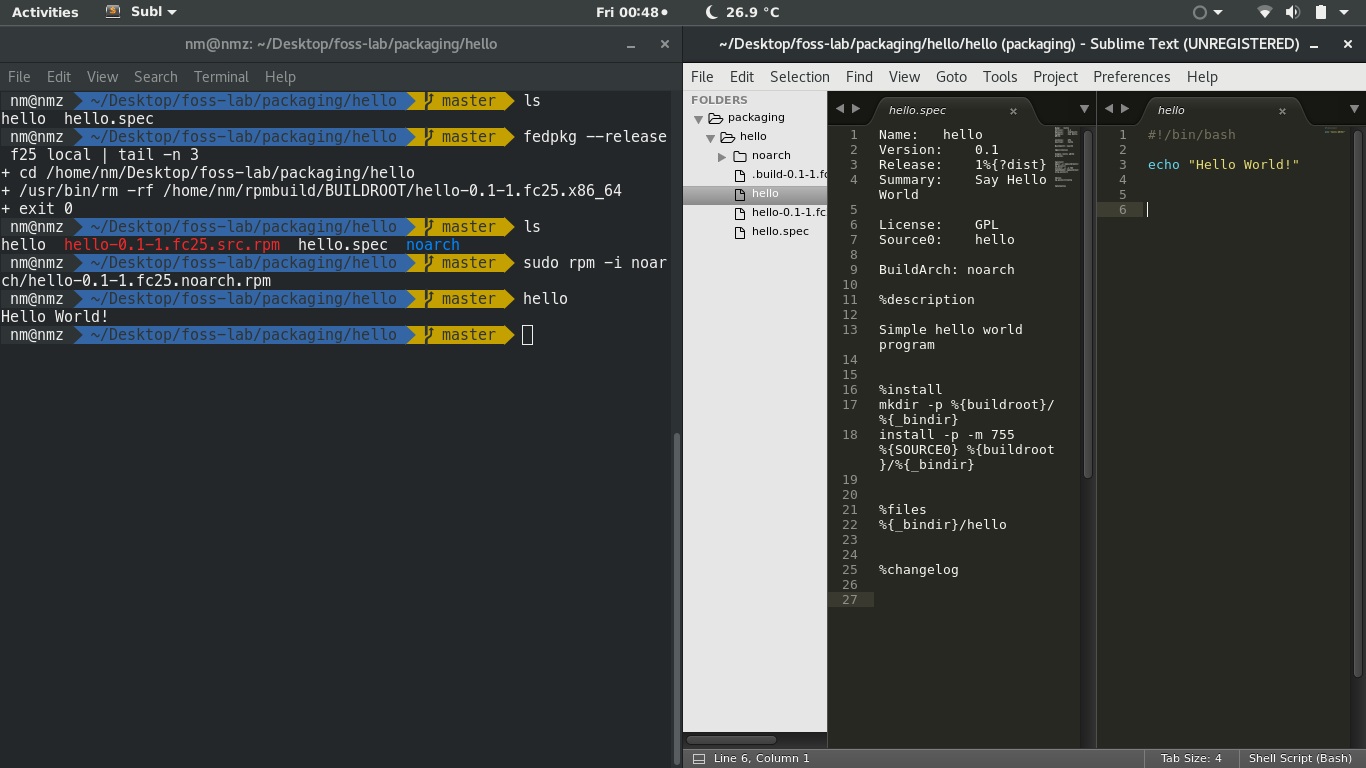 Activities Subl Fri 00:48 26.9 °C
nm@nmz: ~/Desktop/foss-lab/packaging/hello
File Edit View Search Terminal Help
nm@nmz ~/Desktop/foss-lab/packaging/hello master ls
hello hello.spec
nm@nmz ~/Desktop/foss-lab/packaging/hello master fedpkg --release
f25 local | tail -n 3
+ cd /home/nm/Desktop/foss-lab/packaging/hello
+ /usr/bin/rm -rf /home/nm/rpmbuild/BUILDROOT/hello-0.1-1.fc25.x86_64
+ exit 0
nm@nmz ~/Desktop/foss-lab/packaging/hello master ls
hello hello-0.1-1.fc25.src.rpm hello.spec noarch
nm@nmz ~/Desktop/foss-lab/packaging/hello master sudo rpm -i noar
ch/hello-0.1-1.fc25.noarch.rpm
nm@nmz ~/Desktop/foss-lab/packaging/hello master hello
Hello World!
nm@nmz ~/Desktop/foss-lab/packaging/hello master
~/Desktop/foss-lab/packaging/hello/hello (packaging) - Sublime Text (UNREGISTERED)
File Edit Selection Find View Goto Tools Project Preferences Help
FOLDERS
packaging
hello
noarch
.build-0.1-1.fc
hello
hello-0.1-1.fc
hello.spec
hello.spec
1 Name: hello
2 Version: 0.1
3 Release: 1%{?dist}
4 Summary: Say Hello
World
5
6 License: GPL
7 Source0: hello
8
9 BuildArch: noarch
10
11 %description
12
13 Simple hello world
program
14
15
16 %install
17 mkdir -p %{buildroot}/
%{_bindir}
18 install -p -m 755
%{SOURCE0} %{buildroot
}/%{_bindir}
19
20
21 %files
22 %{_bindir}/hello
23
24
25 %changelog
26
27
hello
1 #!/bin/bash
2
3 echo "Hello World!"
4
5
6
Line 6, Column 1 Tab Size: 4 Shell Script (Bash)